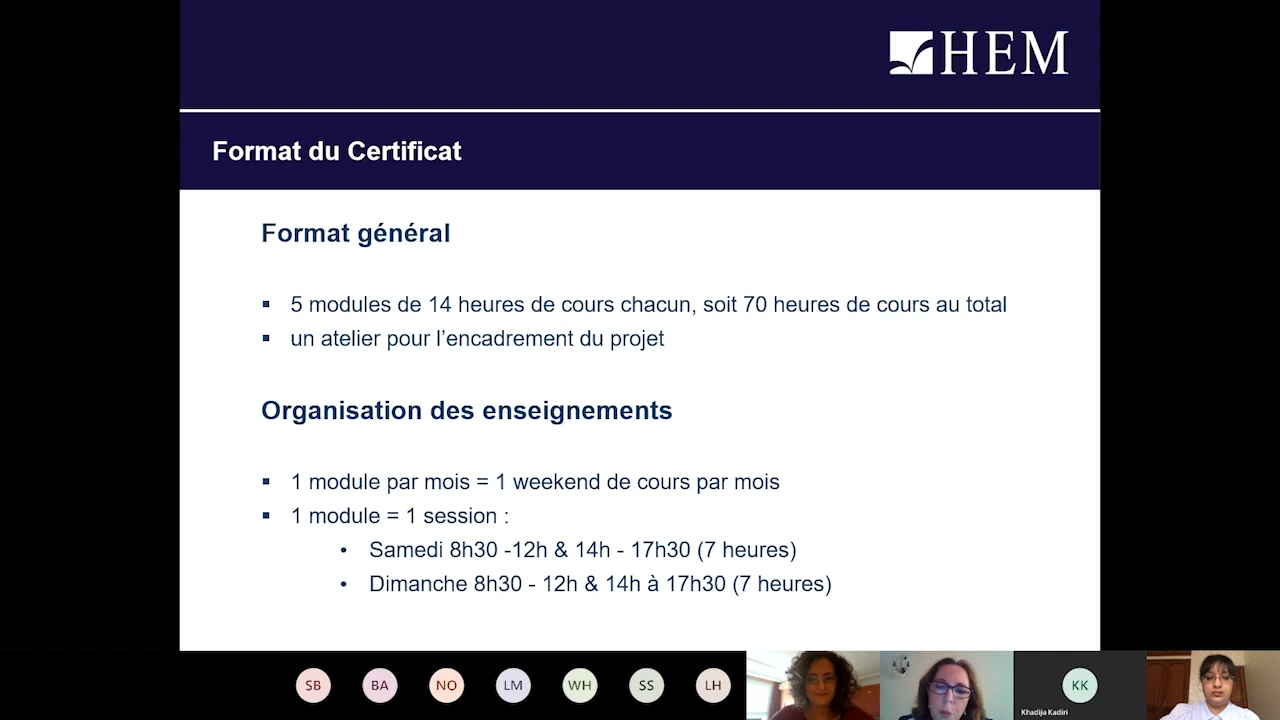 HEM
Format du Certificat
Format général
5 modules de 14 heures de cours chacun, soit 70 heures de cours au total
un atelier pour l’encadrement du projet
Organisation des enseignements
1 module par mois = 1 weekend de cours par mois
1 module = 1 session :
Samedi 8h30 -12h & 14h - 17h30 (7 heures)
Dimanche 8h30 - 12h & 14h à 17h30 (7 heures)
SB BA NO LM WH SS LH KK
Khadija Kadiri